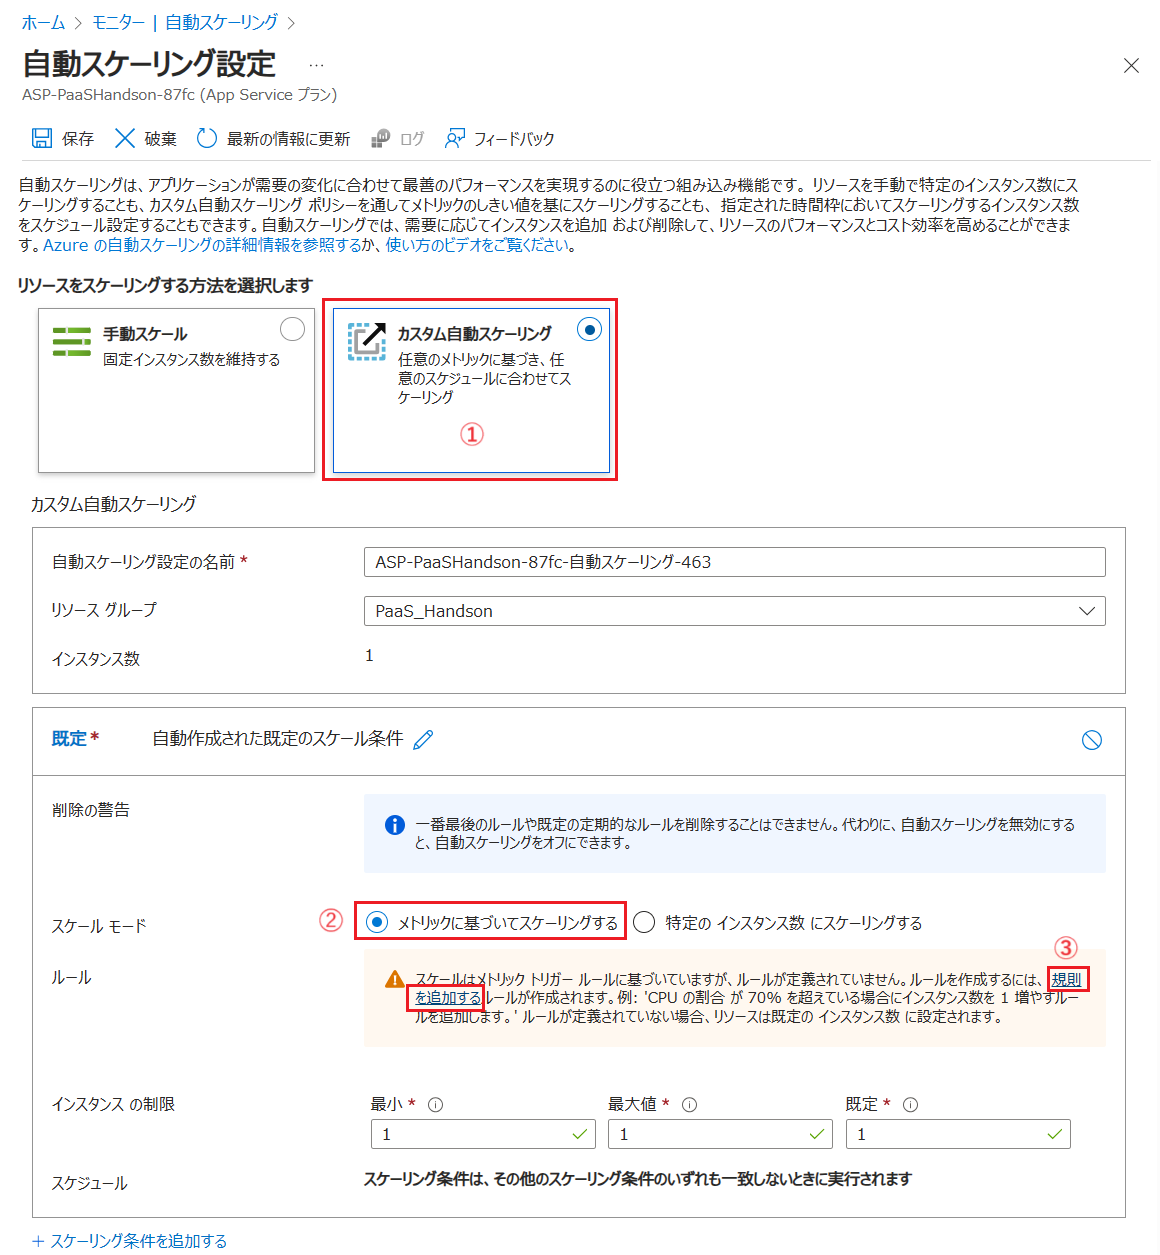 ホーム > モニター | 自動スケーリング >
自動スケーリング設定 …
ASP-PaaSHandson-87fc (App Service プラン)
保存 破棄 最新の情報に更新 ログ フィードバック
自動スケーリングは、アプリケーションが需要の変化に合わせて最善のパフォーマンスを実現するのに役立つ組み込み機能です。リソースを手動で特定のインスタンス数にス
ケーリングすることも、カスタム自動スケーリング ポリシーを通してメトリックのしきい値を基にスケーリングすることも、 指定された時間枠においてスケーリングするインスタンス数
をスケジュール設定することもできます。自動スケーリングでは、需要に応じてインスタンスを追加 および削除して、リソースのパフォーマンスとコスト効率を高めることができま
す。Azure の自動スケーリングの詳細情報を参照するか、使い方のビデオをご覧ください。
リソースをスケーリングする方法を選択します
手動スケール
固定インスタンス数を維持する
カスタム自動スケーリング
任意のメトリックに基づき、任
意のスケジュールに合わせてス
ケーリング
①
カスタム自動スケーリング
自動スケーリング設定の名前 * ASP-PaaSHandson-87fc-自動スケーリング-463
リソース グループ PaaS_Handson
インスタンス数 1
既定* 自動作成された既定のスケール条件
削除の警告
一番最後のルールや既定の定期的なルールを削除することはできません。代わりに、自動スケーリングを無効にする
と、自動スケーリングをオフにできます。
スケール モード ② メトリックに基づいてスケーリングする 特定の インスタンス数 にスケーリングする
③
ルール
スケールはメトリック トリガー ルールに基づいていますが、ルールが定義されていません。ルールを作成するには、規則
を追加するルールが作成されます。例: 'CPU の割合 が 70% を超えている場合にインスタンス数を 1 増やすルー
ルを追加します。' ルールが定義されていない場合、リソースは既定の インスタンス数 に設定されます。
インスタンス の制限 最小 * 最大値 * 既定 *
1 1 1
スケジュール スケーリング条件は、その他のスケーリング条件のいずれも一致しないときに実行されます
+ スケーリング条件を追加する